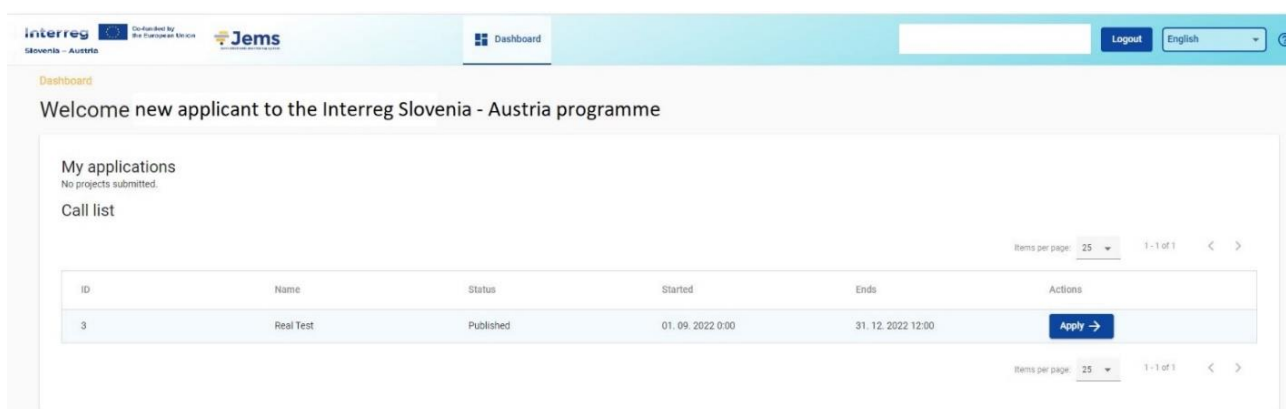 Interreg
Co-funded by
the European Union
Slovenia – Austria
Jems
Dashboard
Logout
English
Dashboard
Welcome new applicant to the Interreg Slovenia - Austria programme
My applications
No projects submitted.
Call list
Items per page: 25 1 - 1 of 1
ID Name Status Started Ends Actions
3 Real Test Published 01. 09. 2022 0:00 31. 12. 2022 12:00 Apply →
Items per page: 25 1 - 1 of 1